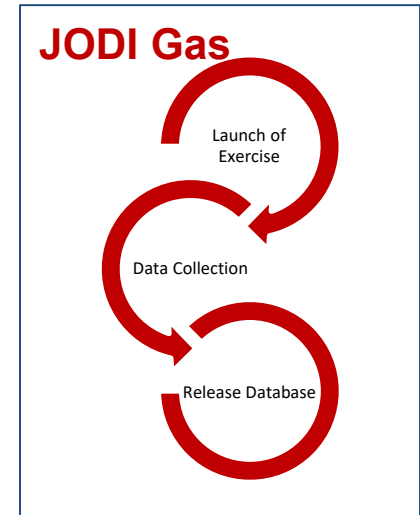 JODI Gas
Launch of
Exercise
Data Collection
Release Database